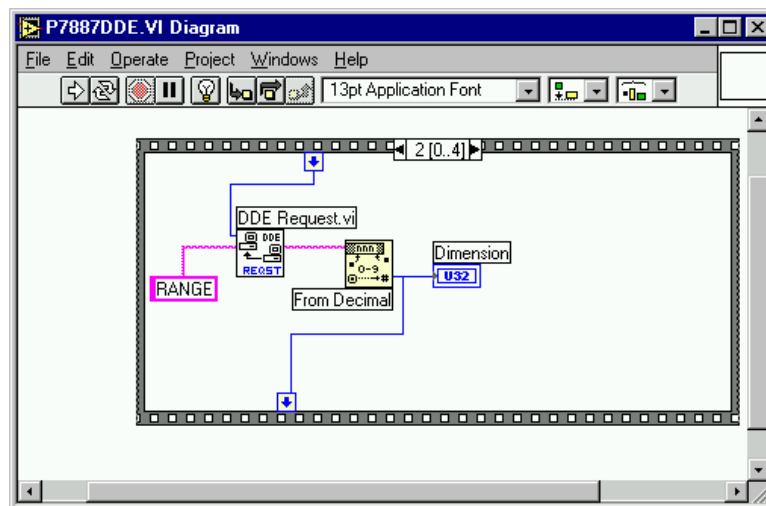 P7887DDE.VI Diagram
File Edit Operate Project Windows Help
13pt Application Font
2 [0..4]
DDE Request.vi
DDE
REQST
nnn
0-9
#
From Decimal
RANGE
Dimension
U32